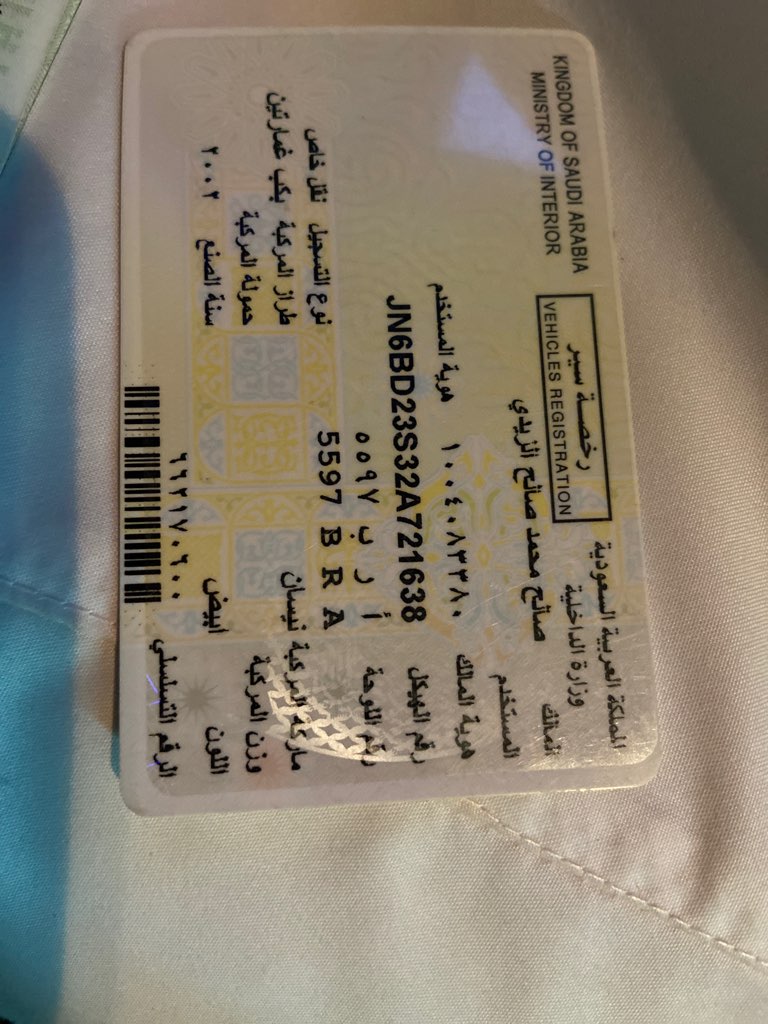 KINGDOM OF SAUDI ARABIA
MINISTRY OF INTERIOR
رخصة سير
VEHICLES REGISTRATION
المملكة العربية السعودية
وزارة الداخلية
المالك صالح محمد صالح الزيدي
المستخدم
هوية المالك ١٠٠٤٠٨٣٣٨٠ هوية المستخدم
رقم الهيكل JN6BD23S32A721638
رقم اللوحة أ ر ب ٥٥٩٧ نوع التسجيل نقل خاص
5597 B R A
ماركة المركبة نيسان طراز المركبة بكب غمارتين
وزن المركبة حمولة المركبة
اللون ابيض سنة الصنع ٢٠٠٢
الرقم التسلسلي ٦٦٢١٧٠٦٠٠